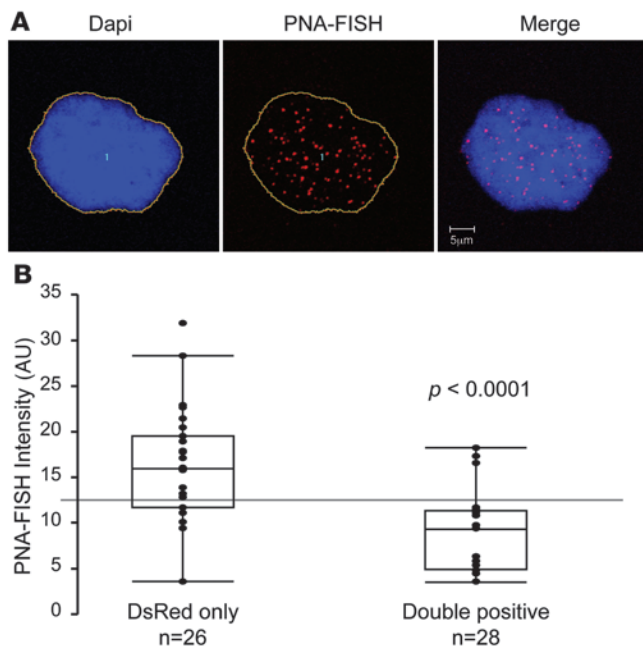 A
Dapi PNA-FISH Merge
1 1
5μm
B
PNA-FISH Intensity (AU)
35
30
25
20
15
10
5
0
p < 0.0001
DsRed only Double positive
n=26 n=28